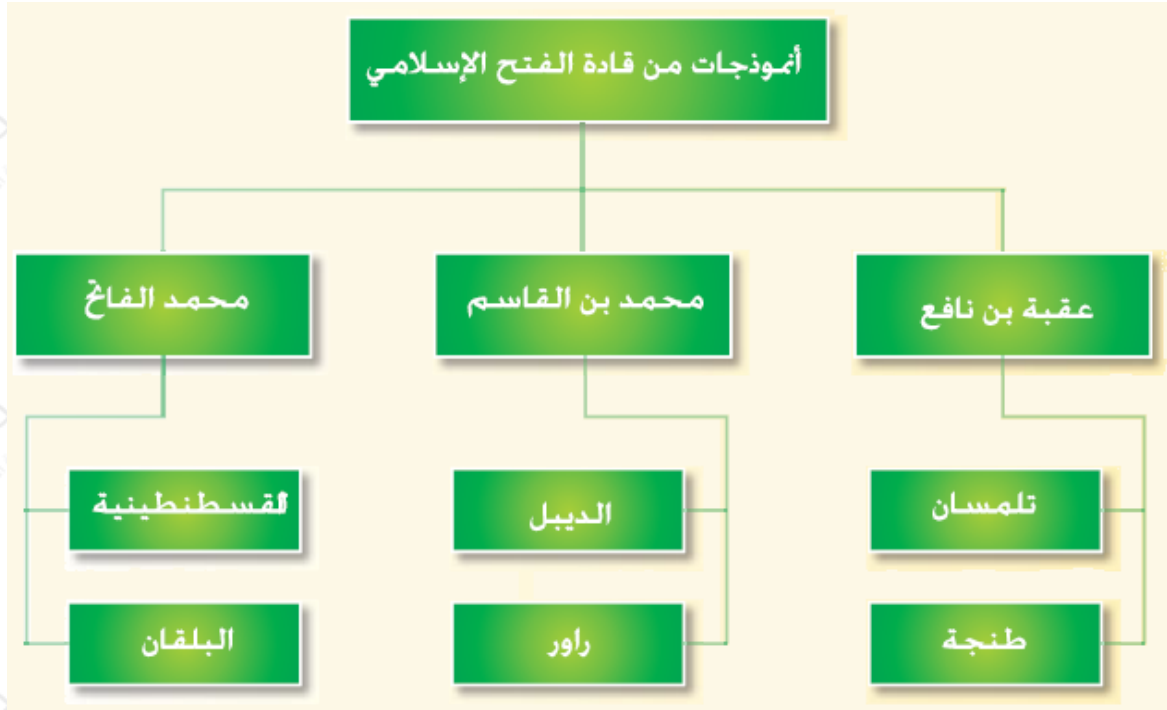 أنموذجات من قادة الفتح الإسلامي
عقبة بن نافع
محمد بن القاسم
محمد الفاتح
تلمسان
الديبل
القسطنطينية
طنجة
راور
البلقان